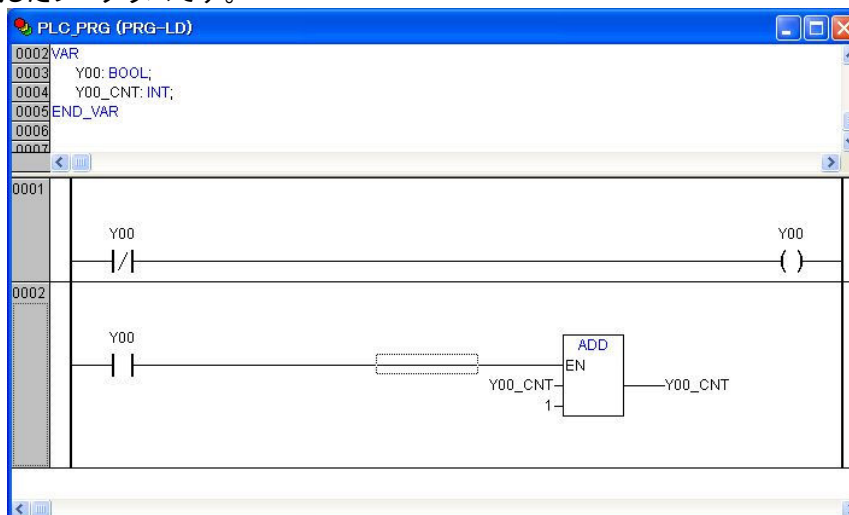 PLC_PRG (PRG-LD)
0002 VAR
0003 Y00: BOOL;
0004 Y00_CNT: INT;
0005 END_VAR
0006
0007
0001
Y00 Y00
0002
Y00
ADD
EN
Y00_CNT Y00_CNT
1